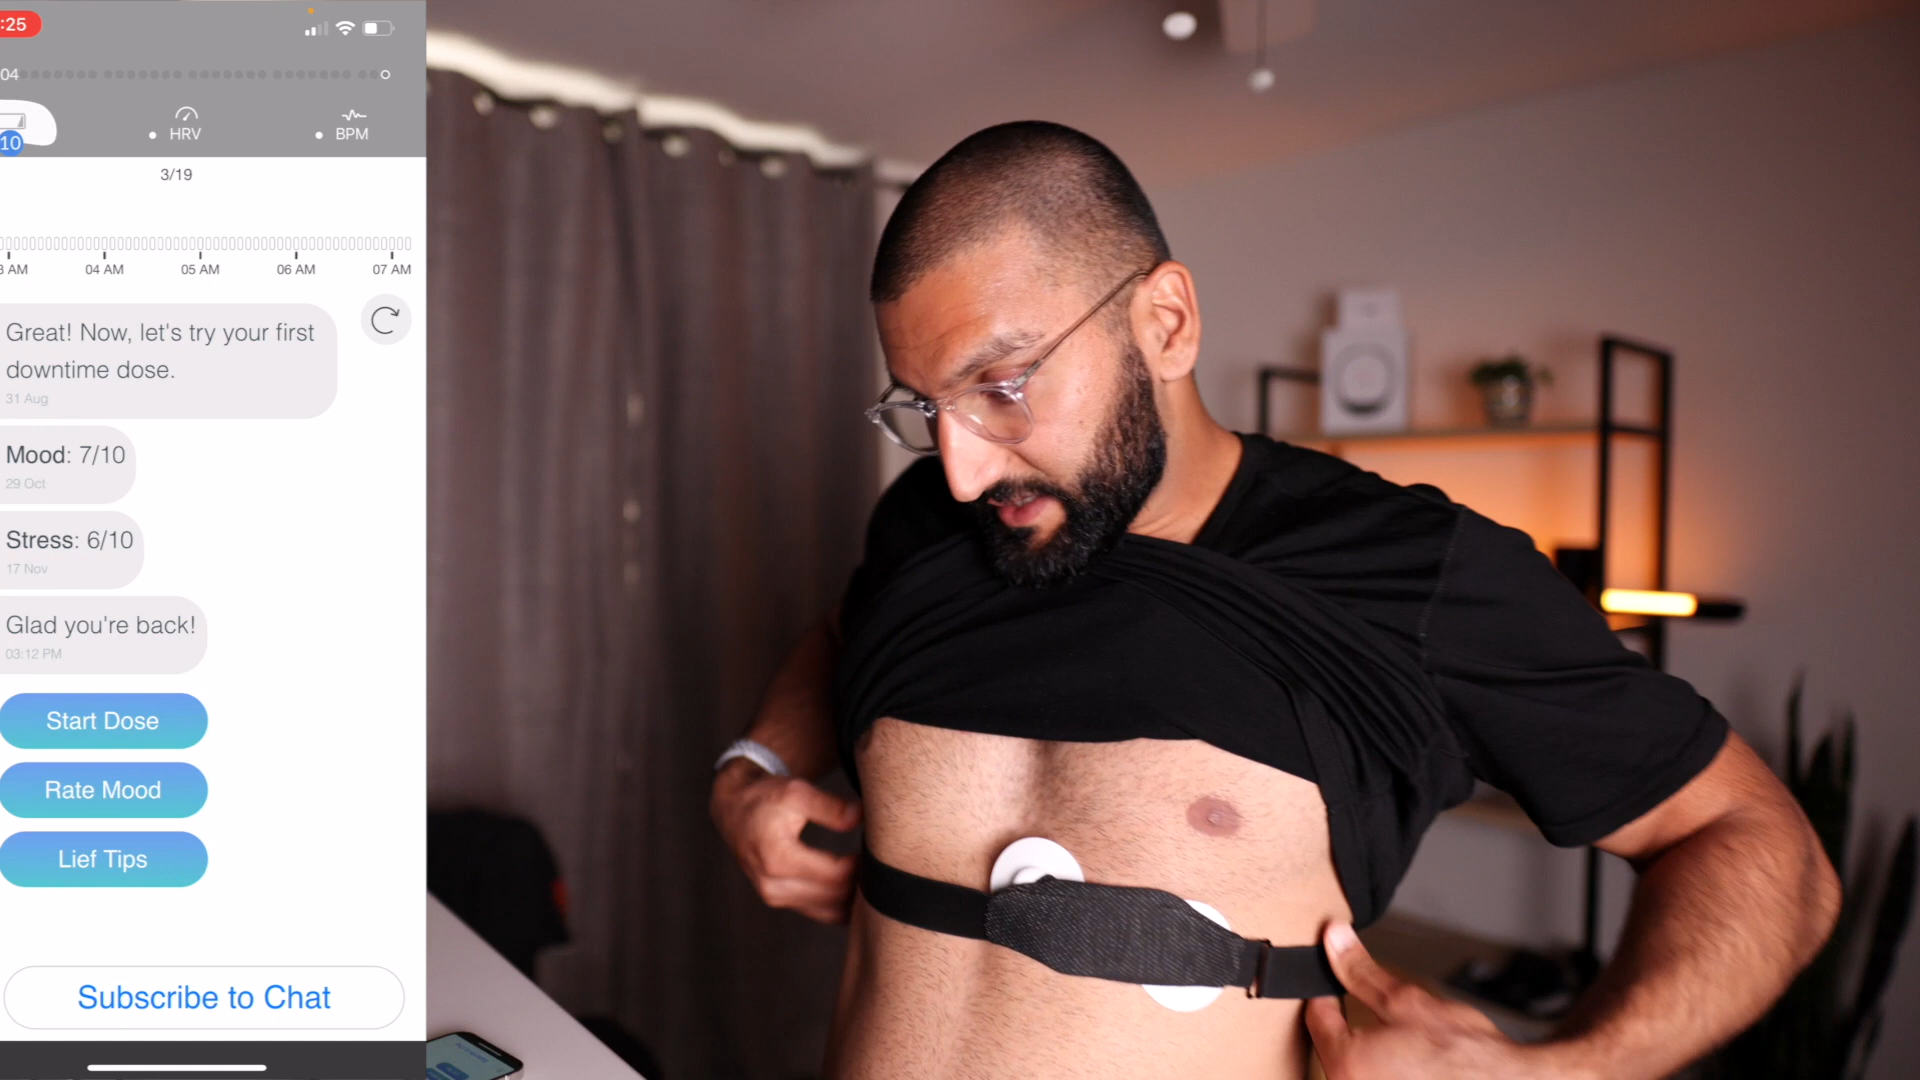 :25
04
10
HRV
BPM
3/19
3 AM
04 AM
05 AM
06 AM
07 AM
Great! Now, let's try your first
downtime dose.
31 Aug
Mood: 7/10
29 Oct
Stress: 6/10
17 Nov
Glad you're back!
03:12 PM
Start Dose
Rate Mood
Lief Tips
Subscribe to Chat